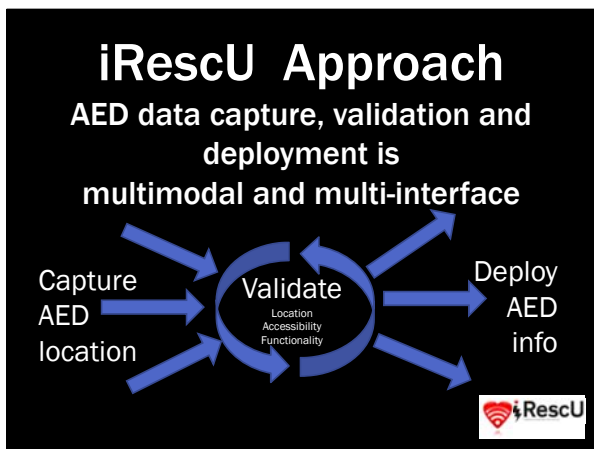 iRescU Approach
AED data capture, validation and
deployment is
multimodal and multi-interface
Capture
AED
location
Validate
Location
Accessibility
Functionality
Deploy
AED
info
iRescU